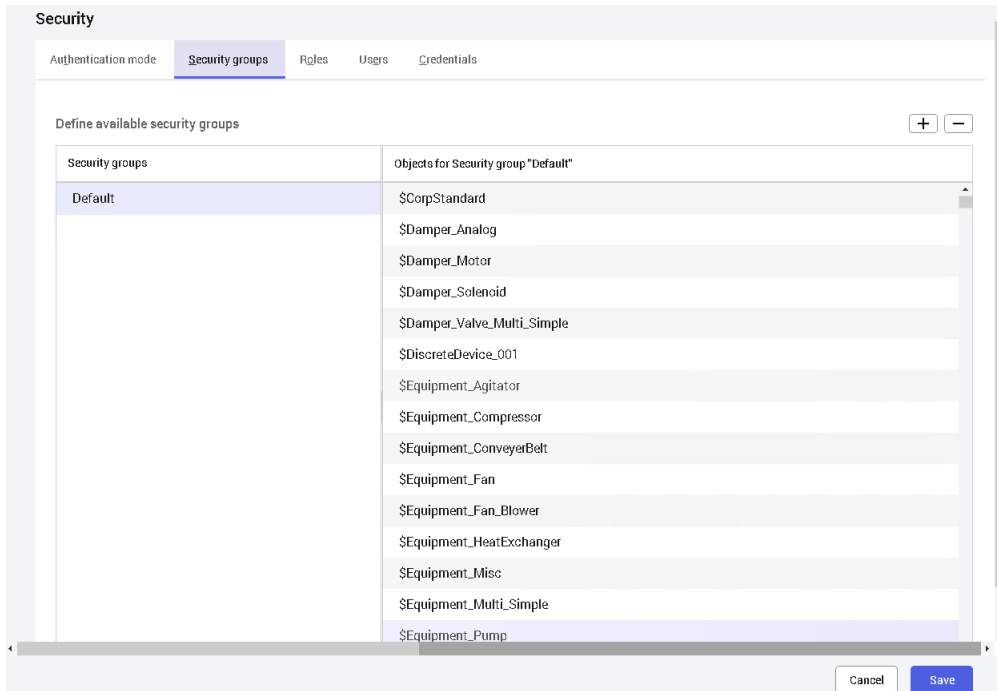 Security
Authentication mode Security groups Roles Users Credentials
Define available security groups
Security groups Objects for Security group "Default"
Default $CorpStandard
$Damper_Analog
$Damper_Motor
$Damper_Solenoid
$Damper_Valve_Multi_Simple
$DiscreteDevice_001
$Equipment_Agitator
$Equipment_Compressor
$Equipment_ConveyerBelt
$Equipment_Fan
$Equipment_Fan_Blower
$Equipment_HeatExchanger
$Equipment_Misc
$Equipment_Multi_Simple
$Equipment_Pump
Cancel Save